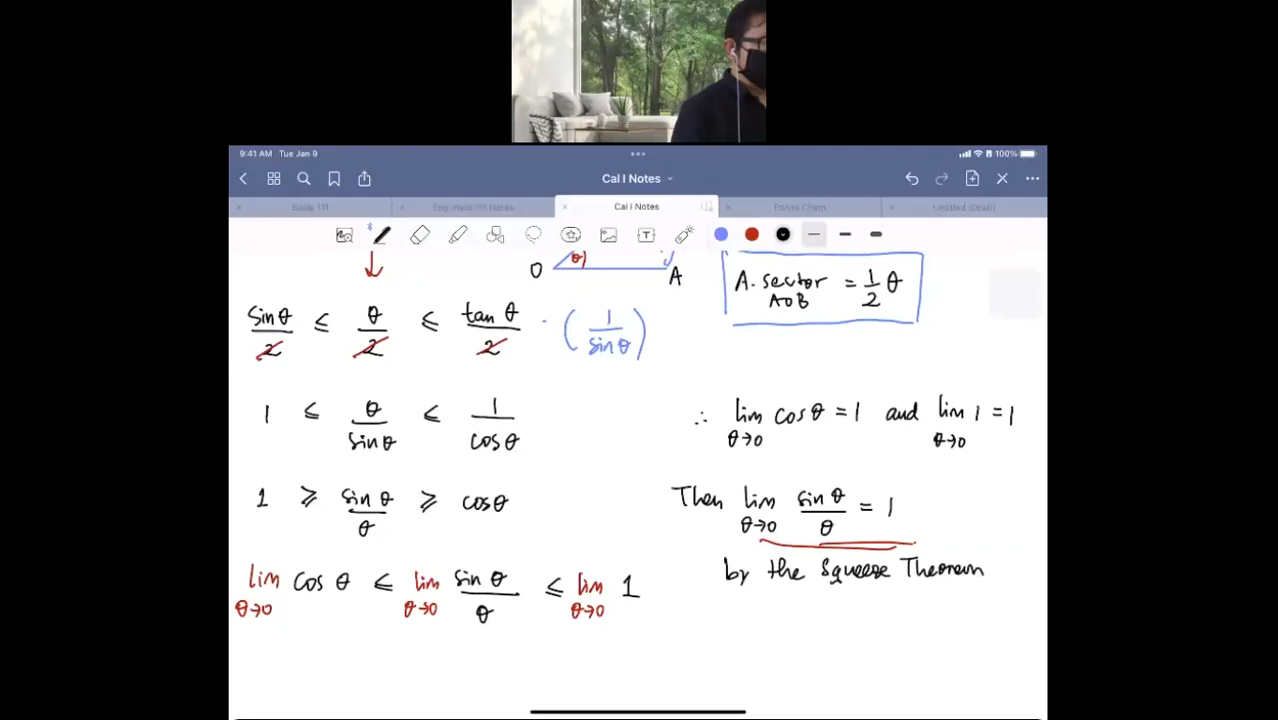 9:41 AM Tue Jan 9
100%
Cal I Notes
Cal I Notes
θ
O
A
A. sector AOB = 1/2 θ
sin θ/2 ≤ θ/2 ≤ tan θ/2 · (1/sin θ)
1 ≤ θ/sin θ ≤ 1/cos θ
1 ≥ sin θ/θ ≥ cos θ
lim θ→0 cos θ ≤ lim θ→0 sin θ/θ ≤ lim θ→0 1
∴ lim θ→0 cos θ = 1 and lim θ→0 1 = 1
Then lim θ→0 sin θ/θ = 1
by the Squeeze Theorem